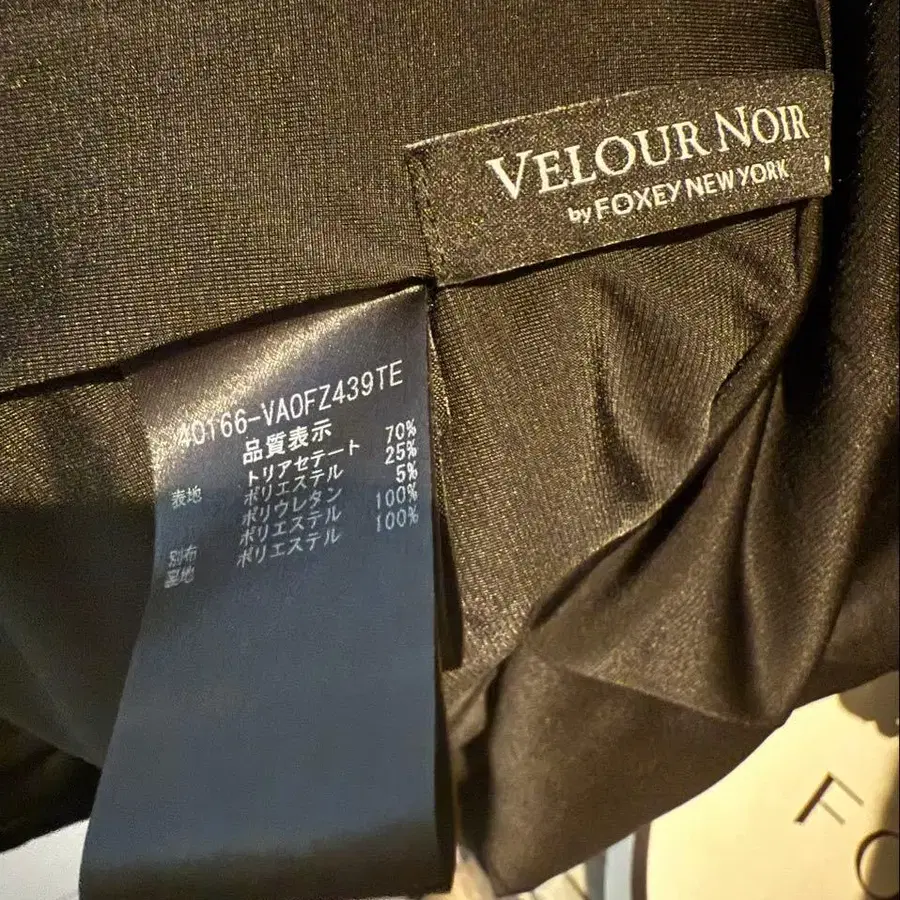 VELOUR NOIR
by FOXEY NEW YORK
40166-VAOFZ439TE
品質表示
表地 トリアセテート 70%
ポリエステル 25%
ポリウレタン 5%
別布 ポリエステル 100%
裏地 ポリエステル 100%
FO